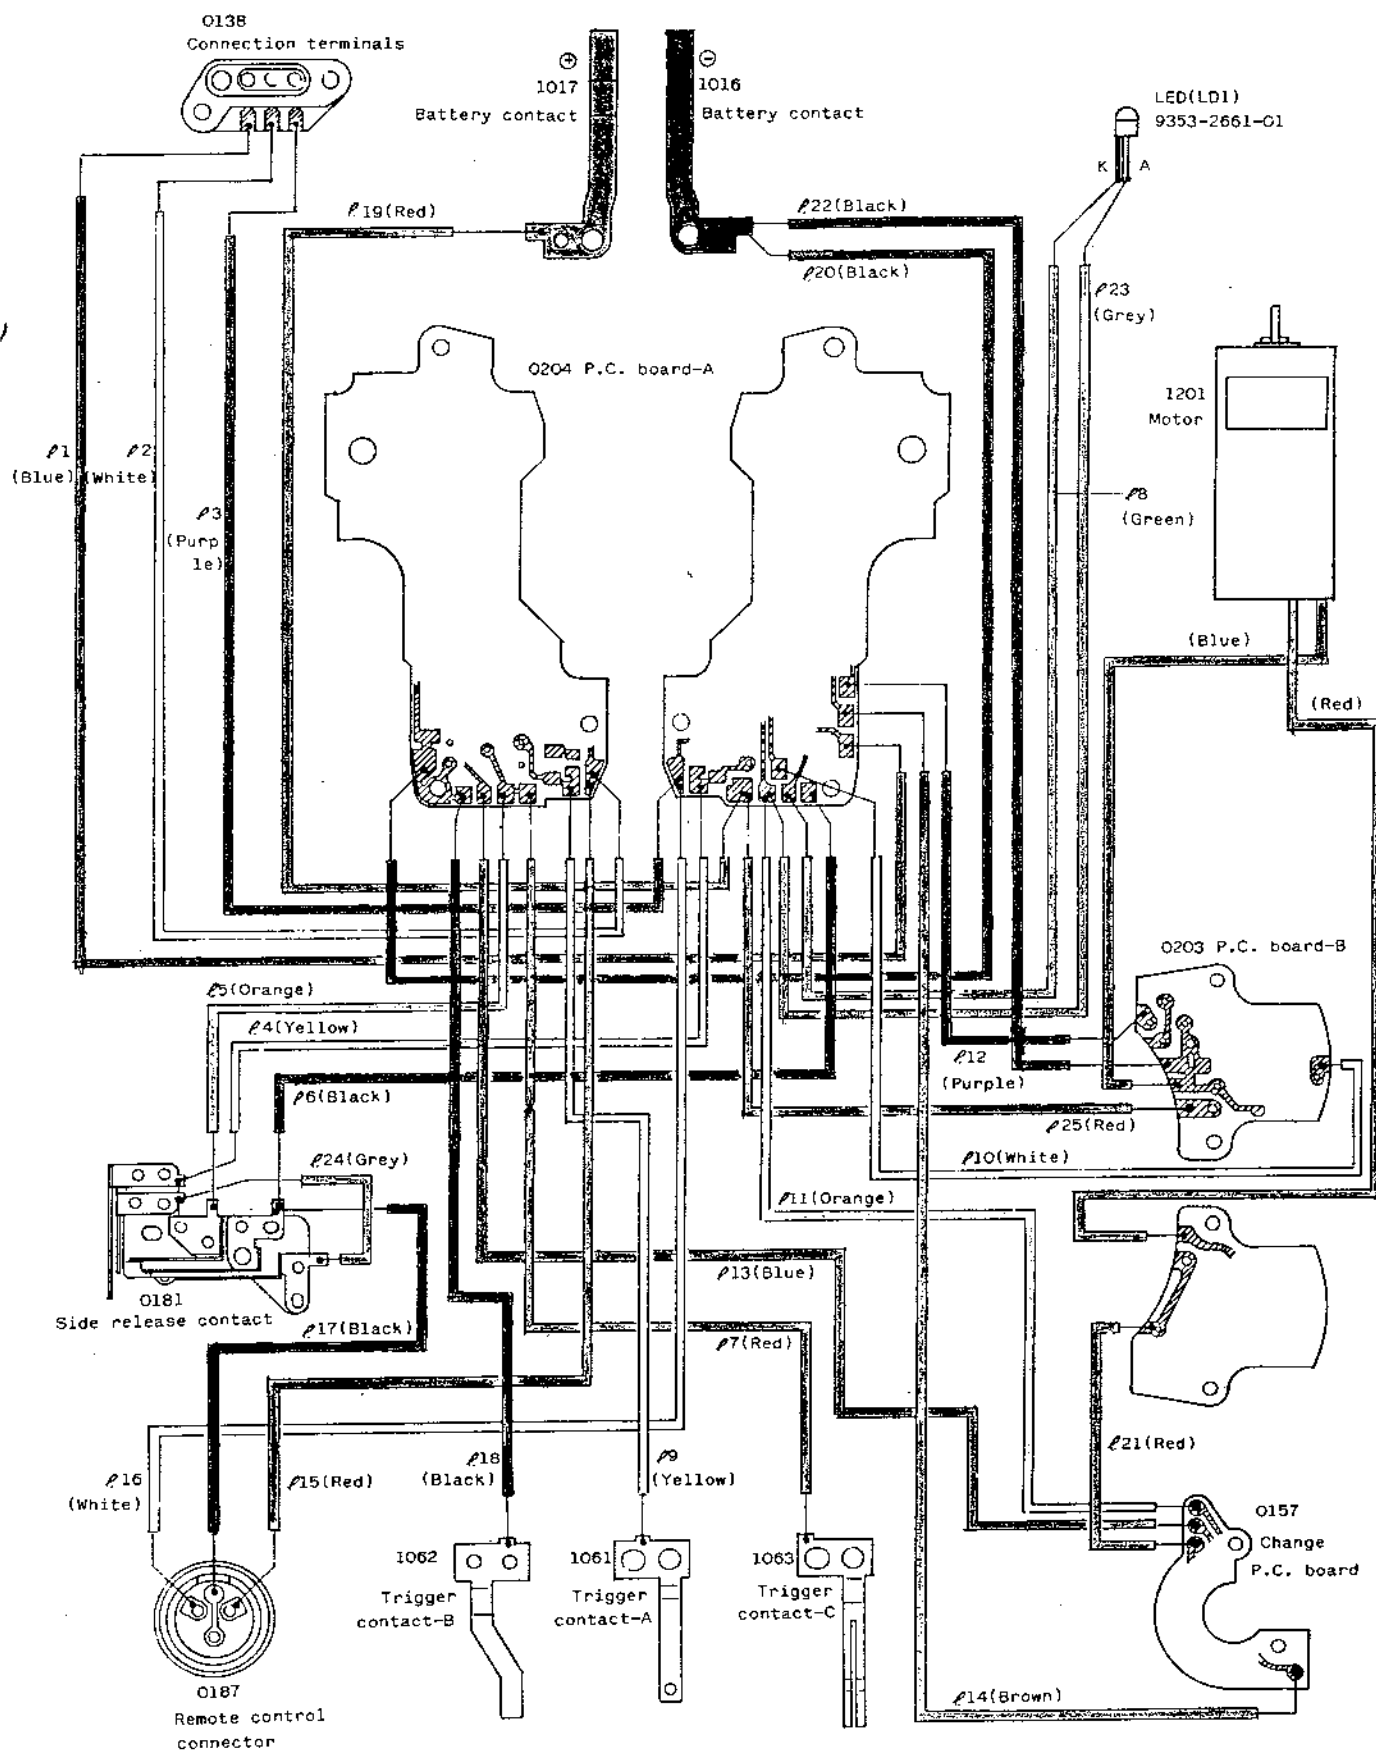 0138
Connection terminals
⊕
1017
Battery contact
⊖
1016
Battery contact
LED(LD1)
9353-2661-01
K A
ℓ19(Red)
ℓ22(Black)
ℓ20(Black)
ℓ23
(Grey)
0204 P.C. board-A
1201
Motor
ℓ1
(Blue)
ℓ2
(White)
ℓ3
(Purp
le)
ℓ8
(Green)
(Blue)
(Red)
0203 P.C. board-B
ℓ5(Orange)
ℓ4(Yellow)
ℓ6(Black)
ℓ12
(Purple)
ℓ25(Red)
ℓ24(Grey)
ℓ10(White)
ℓ11(Orange)
ℓ13(Blue)
0181
Side release contact
ℓ17(Black)
ℓ7(Red)
ℓ21(Red)
ℓ16
(White)
ℓ15(Red)
ℓ18
(Black)
ℓ9
(Yellow)
0157
Change
P.C. board
1062
Trigger
contact-B
1061
Trigger
contact-A
1063
Trigger
contact-C
0187
Remote control
connector
ℓ14(Brown)